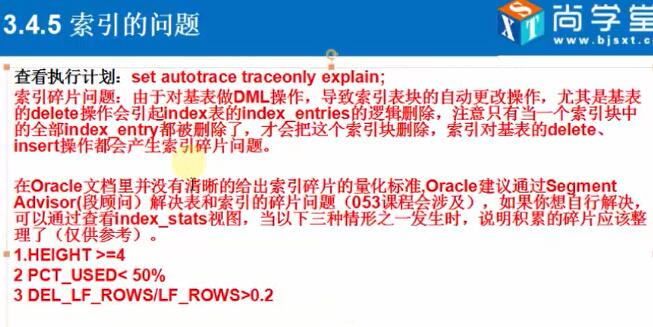 3.4.5 索引的问题
尚学堂
www.bjsxt.com
查看执行计划：set autotrace traceonly explain;
索引碎片问题：由于对基表做DML操作，导致索引表块的自动更改操作，尤其是基表
的delete操作会引起index表的index_entries的逻辑删除，注意只有当一个索引块中
的全部index_entry都被删除了，才会把这个索引块删除，索引对基表的delete、
insert操作都会产生索引碎片问题。
在Oracle文档里并没有清晰的给出索引碎片的量化标准,Oracle建议通过Segment
Advisor(段顾问）解决表和索引的碎片问题（053课程会涉及），如果你想自行解决，
可以通过查看index_stats视图，当以下三种情形之一发生时，说明积累的碎片应该整
理了（仅供参考）。
1.HEIGHT >=4
2 PCT_USED< 50%
3 DEL_LF_ROWS/LF_ROWS>0.2